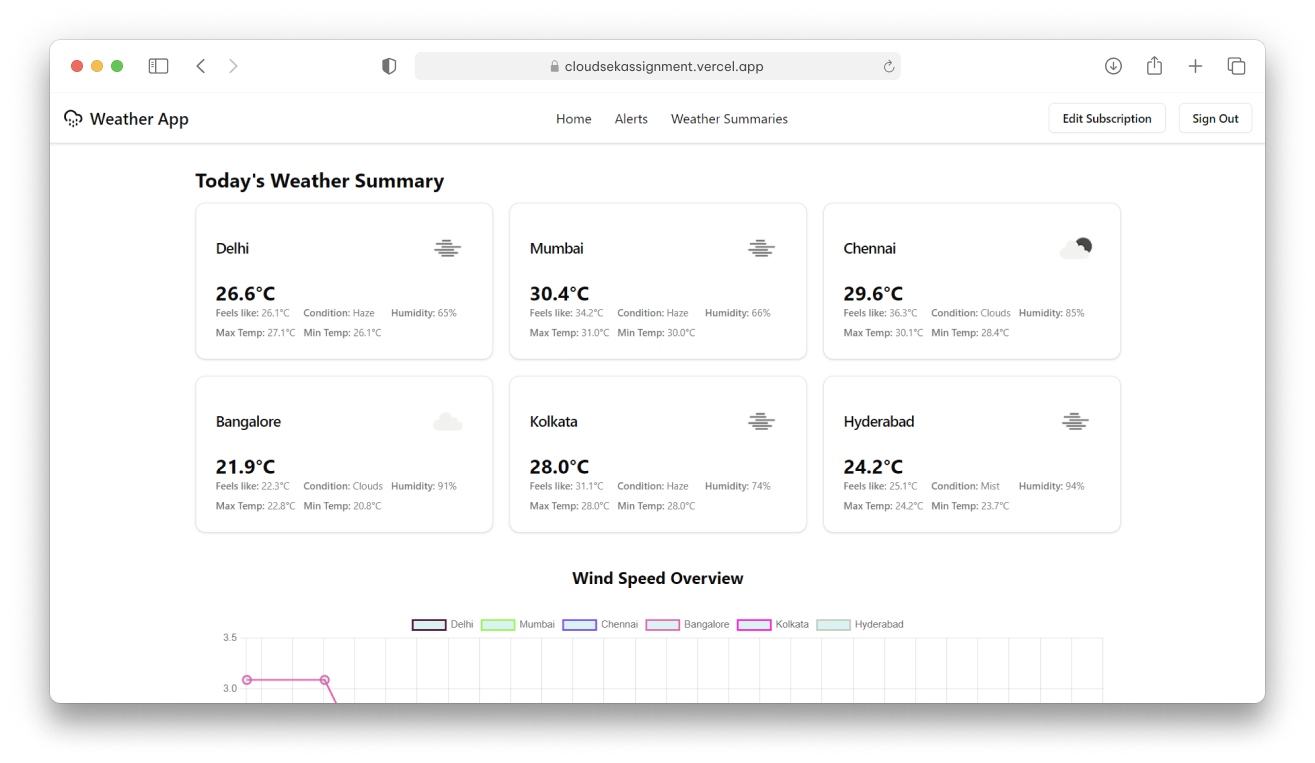 cloudsekassignment.vercel.app
Weather App
Home Alerts Weather Summaries
Edit Subscription Sign Out
Today's Weather Summary
Delhi
26.6°C
Feels like: 26.1°C Condition: Haze Humidity: 65%
Max Temp: 27.1°C Min Temp: 26.1°C
Mumbai
30.4°C
Feels like: 34.2°C Condition: Haze Humidity: 66%
Max Temp: 31.0°C Min Temp: 30.0°C
Chennai
29.6°C
Feels like: 36.3°C Condition: Clouds Humidity: 85%
Max Temp: 30.1°C Min Temp: 28.4°C
Bangalore
21.9°C
Feels like: 22.3°C Condition: Clouds Humidity: 91%
Max Temp: 22.8°C Min Temp: 20.8°C
Kolkata
28.0°C
Feels like: 31.1°C Condition: Haze Humidity: 74%
Max Temp: 28.0°C Min Temp: 28.0°C
Hyderabad
24.2°C
Feels like: 25.1°C Condition: Mist Humidity: 94%
Max Temp: 24.2°C Min Temp: 23.7°C
Wind Speed Overview
Delhi Mumbai Chennai Bangalore Kolkata Hyderabad
3.5
3.0